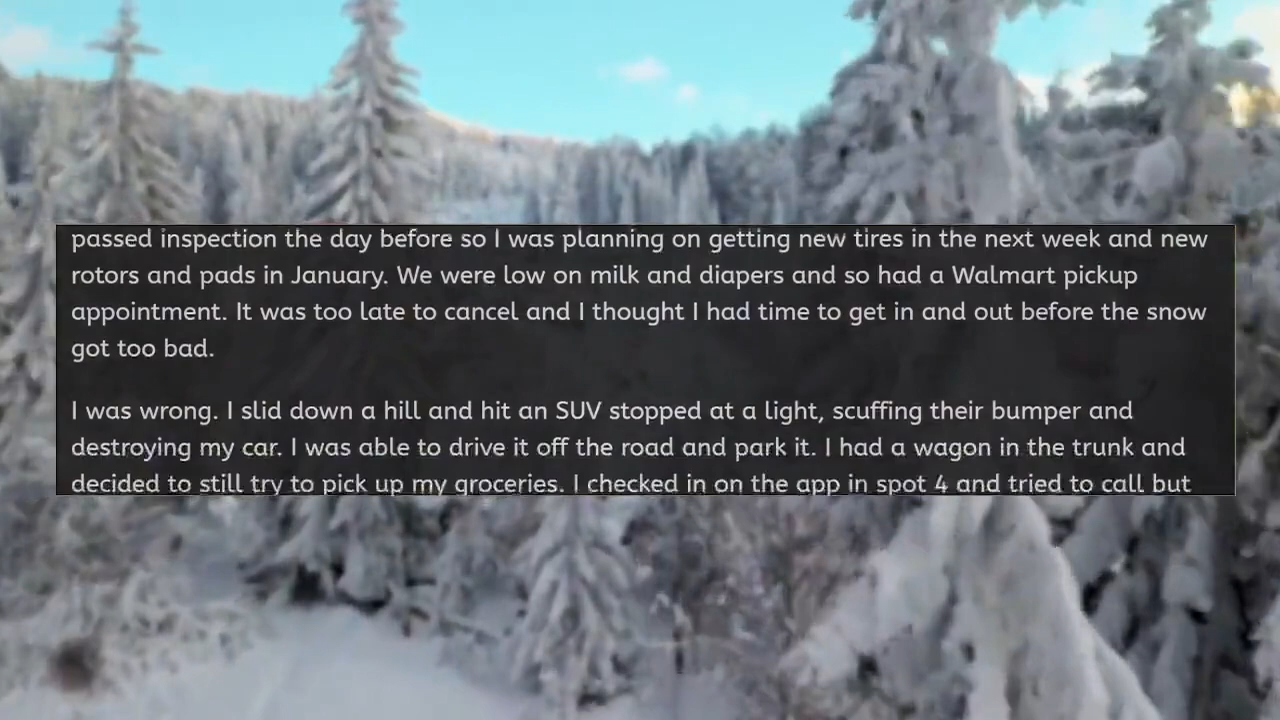 passed inspection the day before so I was planning on getting new tires in the next week and new
rotors and pads in January. We were low on milk and diapers and so had a Walmart pickup
appointment. It was too late to cancel and I thought I had time to get in and out before the snow
got too bad.
I was wrong. I slid down a hill and hit an SUV stopped at a light, scuffing their bumper and
destroying my car. I was able to drive it off the road and park it. I had a wagon in the trunk and
decided to still try to pick up my groceries. I checked in on the app in spot 4 and tried to call but